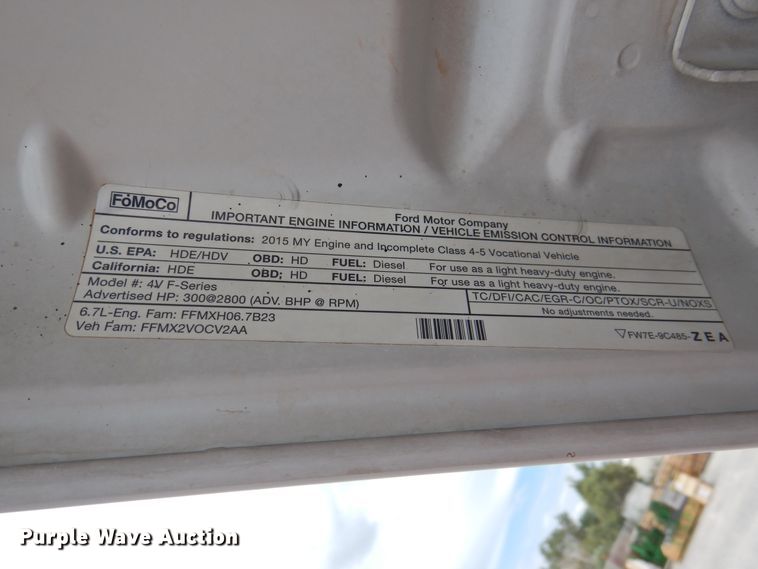 FoMoCo
Ford Motor Company
IMPORTANT ENGINE INFORMATION / VEHICLE EMISSION CONTROL INFORMATION
Conforms to regulations: 2015 MY Engine and Incomplete Class 4-5 Vocational Vehicle
U.S. EPA: HDE/HDV OBD: HD FUEL: Diesel For use as a light heavy-duty engine.
California: HDE OBD: HD FUEL: Diesel For use as a light heavy-duty engine.
Model #: 4V F-Series
Advertised HP: 300@2800 (ADV. BHP @ RPM)
TC/DFI/CAC/EGR-C/OC/PTOX/SCR-U/NOXS
No adjustments needed.
6.7L-Eng. Fam: FFMXH06.7B23
Veh Fam: FFMX2VOCV2AA
FW7E-9C485-ZEA
Purple Wave Auction